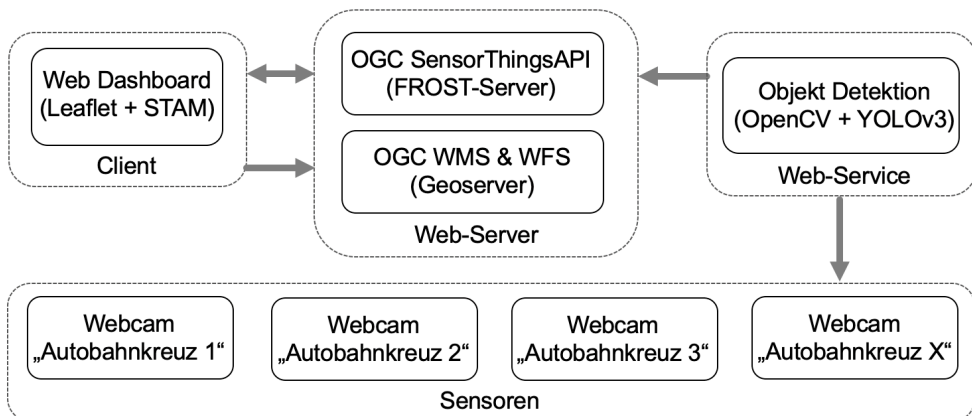 Web Dashboard
(Leaflet + STAM)
Client
OGC SensorThingsAPI
(FROST-Server)
OGC WMS & WFS
(Geoserver)
Web-Server
Objekt Detektion
(OpenCV + YOLOv3)
Web-Service
Webcam
„Autobahnkreuz 1“
Webcam
„Autobahnkreuz 2“
Webcam
„Autobahnkreuz 3“
Webcam
„Autobahnkreuz X“
Sensoren